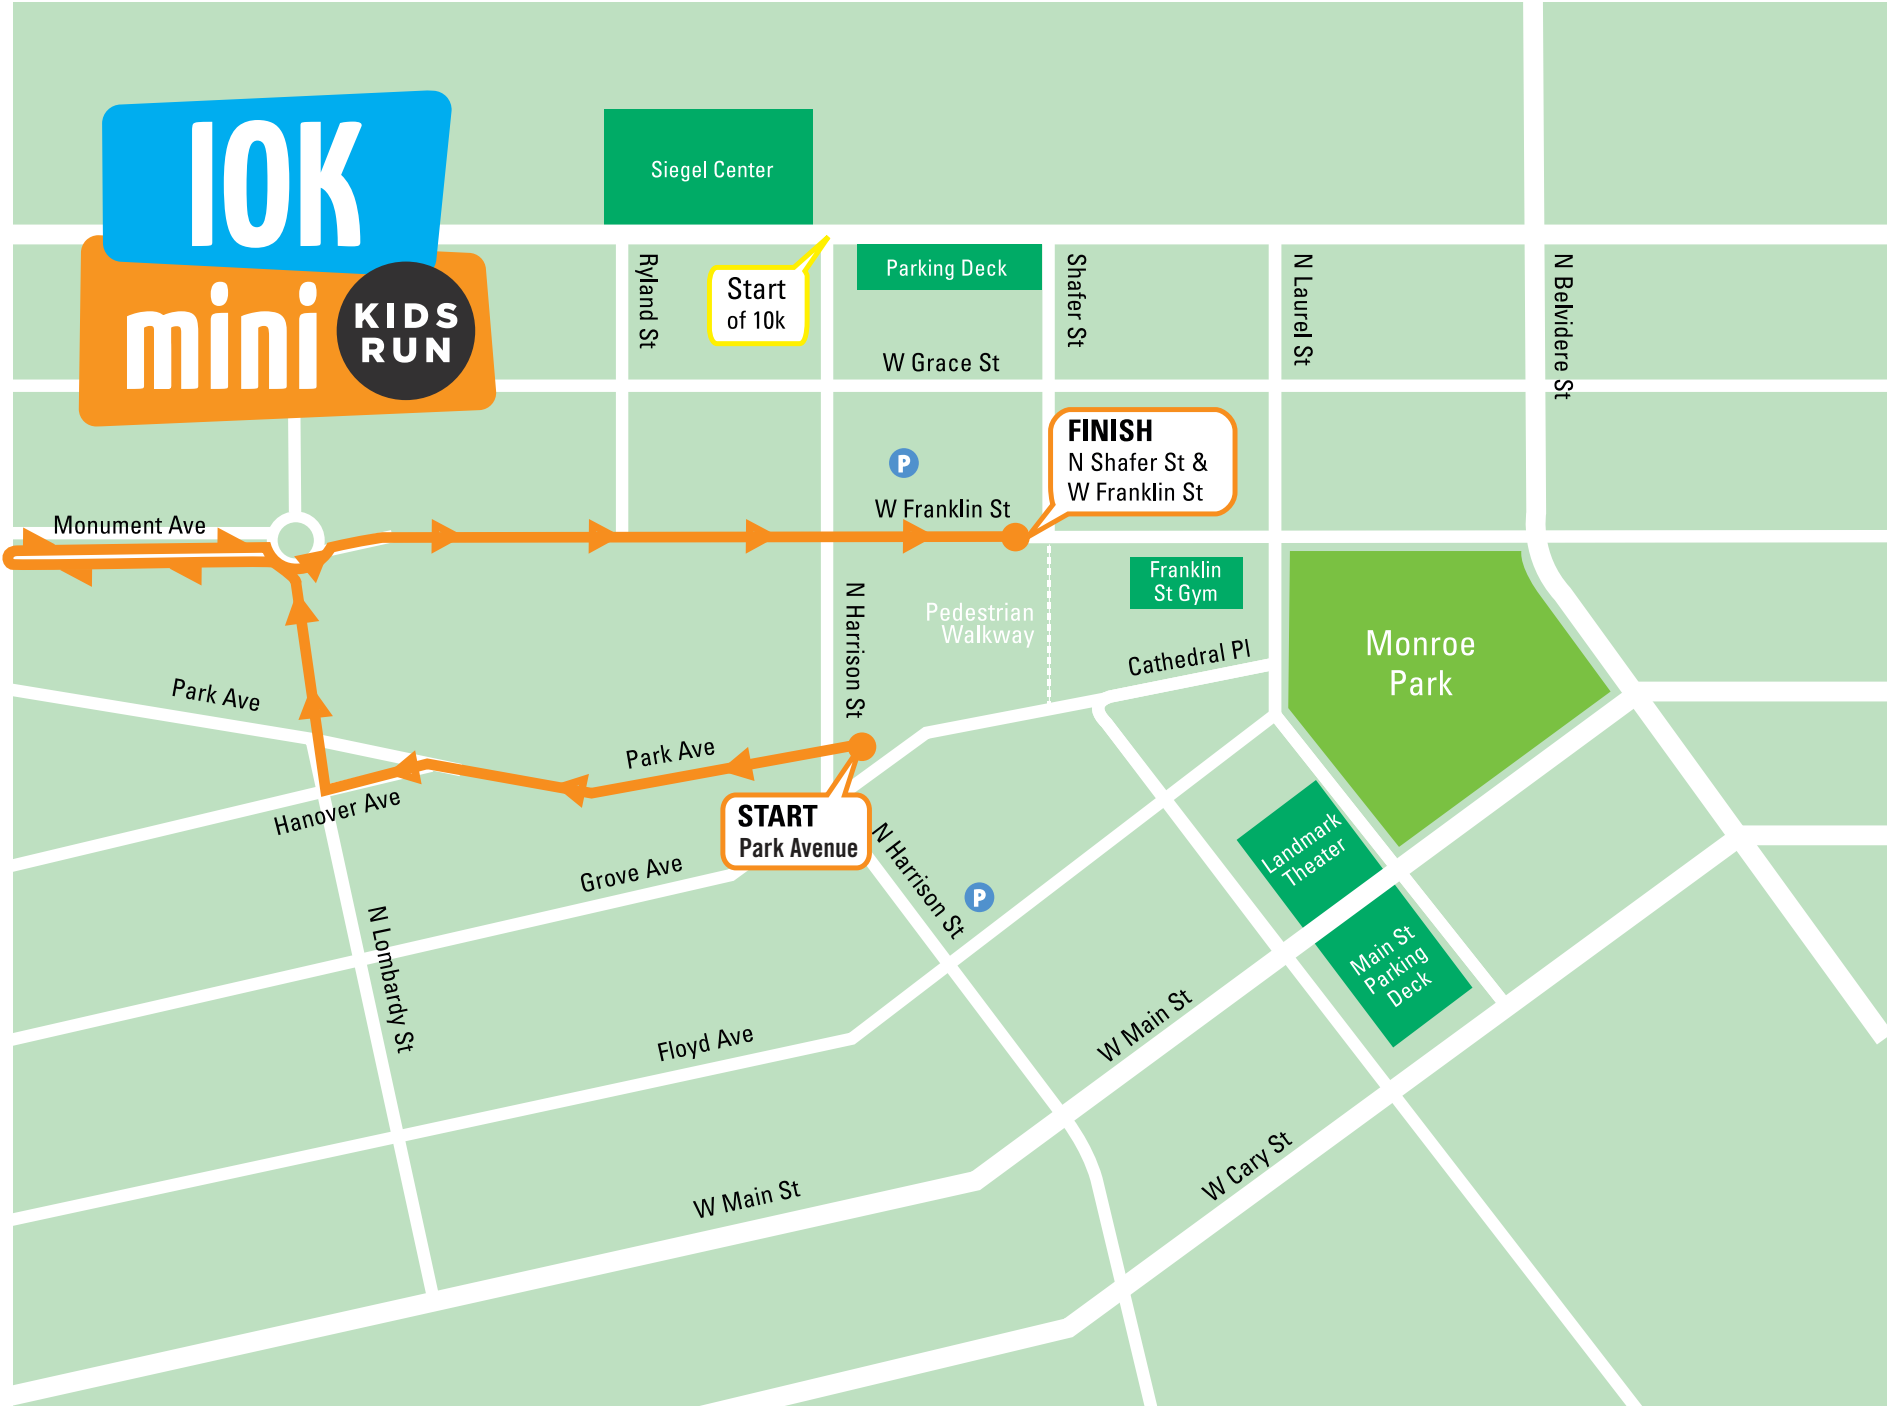 10K
mini
KIDS
RUN
Siegel Center
Ryland St
Start
of 10k
Parking Deck
Shafer St
N Laurel St
N Belvidere St
W Grace St
FINISH
N Shafer St &
W Franklin St
P
W Franklin St
Monument Ave
Franklin
St Gym
N Harrison St
Pedestrian
Walkway
Cathedral Pl
Monroe
Park
Park Ave
Park Ave
Hanover Ave
START
Park Avenue
N Harrison St
Landmark
Theater
Grove Ave
P
N Lombardy St
Main St
Parking
Deck
Floyd Ave
W Main St
W Cary St
W Main St